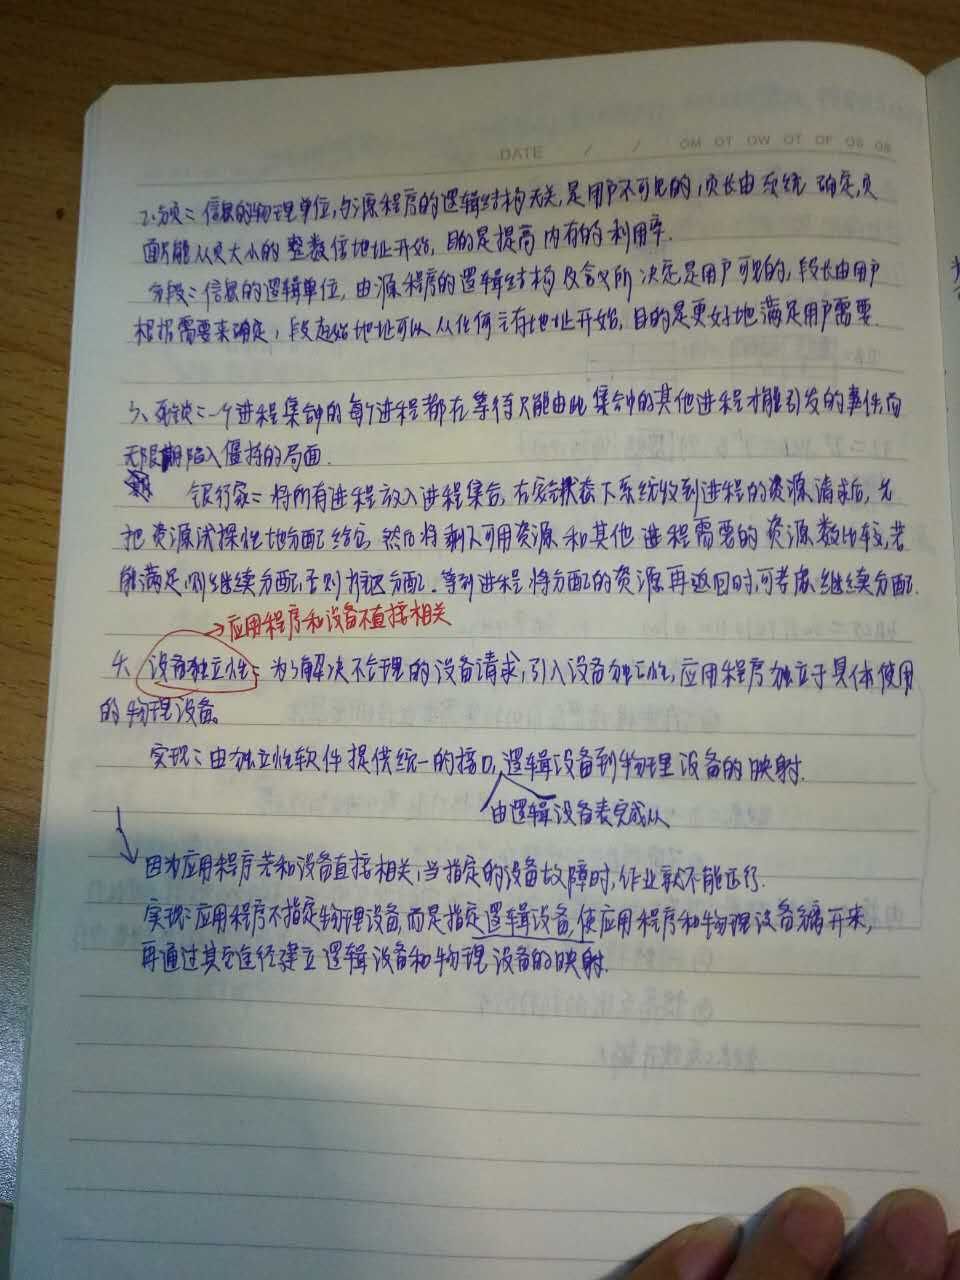 DATE / / OM OT OW OT OF OS OS
2、分页：信息的物理单位，与源程序的逻辑结构无关，是用户不可见的，页长由系统确定，页
面只能从页大小的整数倍地址开始，目的是提高内存的利用率.
分段：信息的逻辑单位，由源程序的逻辑结构及含义所决定是用户可见的，段长由用户
根据需要来确定，段起始地址可以从任何主存地址开始，目的是更好地满足用户需要.
3、死锁：一个进程集合中的每个进程都在等待只能由此集合中的其他进程才能引发的事件而
无限期陷入僵持的局面.
银行家：将所有进程放入进程集合，在安全状态下系统收到进程的资源请求后，先
把资源试探性地分配给它，然后将剩下可用资源和其他进程需要的资源数比较，若
能满足，则继续分配，否则 分配.等到进程将分配的资源再返回时，可考虑继续分配.
→应用程序和设备不直接相关
4. 设备独立性：为了解决不合理的设备请求，引入设备独立性，应用程序独立于具体使用
的物理设备。
实现：由独立性软件提供统一的接口，逻辑设备到物理设备的映射.
由逻辑设备表完成从
因为应用程序若和设备直接相关，当指定的设备故障时，作业就不能运行.
实现：应用程序不指定物理设备，而是指定逻辑设备，使应用程序和物理设备 开来，
再通过其它途径建立逻辑设备和物理设备的映射.